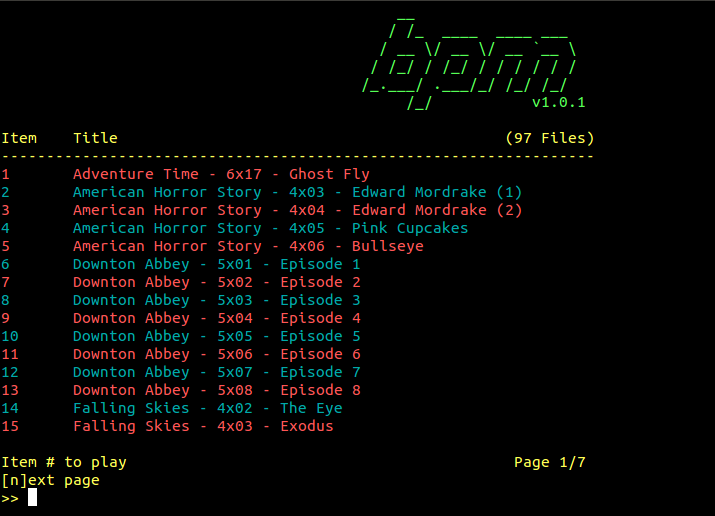 bpm
v1.0.1
Item    Title                                           (97 Files)
------------------------------------------------------------------
1       Adventure Time - 6x17 - Ghost Fly
2       American Horror Story - 4x03 - Edward Mordrake (1)
3       American Horror Story - 4x04 - Edward Mordrake (2)
4       American Horror Story - 4x05 - Pink Cupcakes
5       American Horror Story - 4x06 - Bullseye
6       Downton Abbey - 5x01 - Episode 1
7       Downton Abbey - 5x02 - Episode 2
8       Downton Abbey - 5x03 - Episode 3
9       Downton Abbey - 5x04 - Episode 4
10      Downton Abbey - 5x05 - Episode 5
11      Downton Abbey - 5x06 - Episode 6
12      Downton Abbey - 5x07 - Episode 7
13      Downton Abbey - 5x08 - Episode 8
14      Falling Skies - 4x02 - The Eye
15      Falling Skies - 4x03 - Exodus
Item # to play                                           Page 1/7
[n]ext page
>>